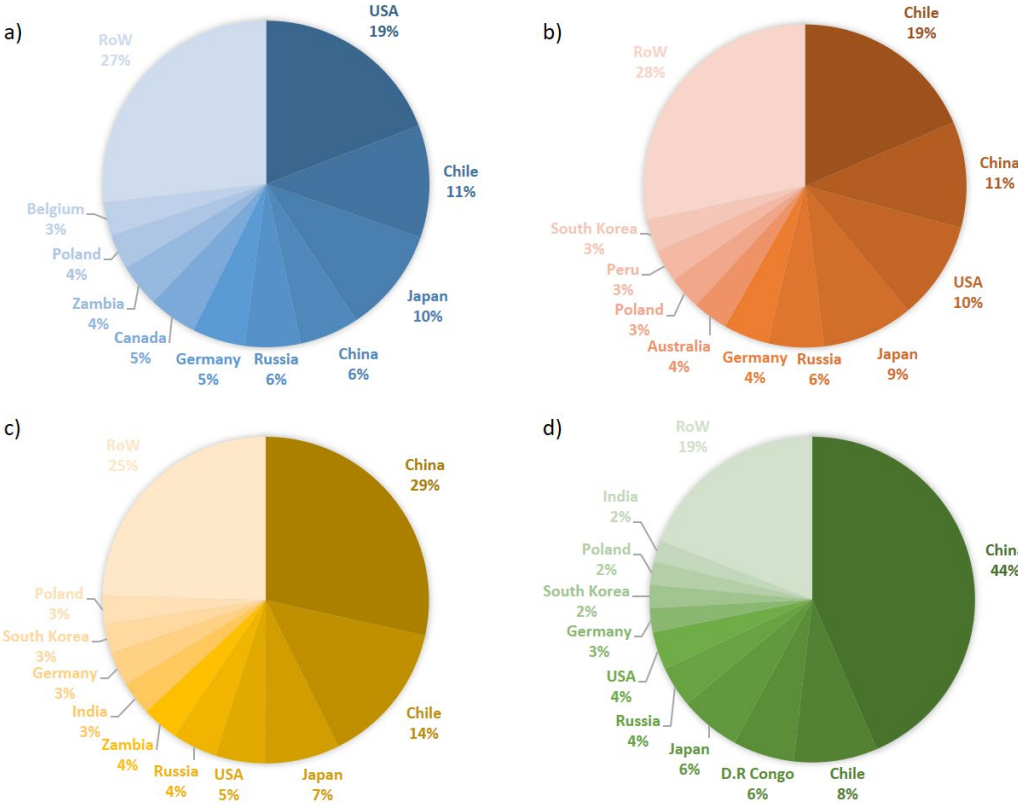 a)
USA
19%
Chile
11%
Japan
10%
China
6%
Russia
6%
Germany
5%
Canada
5%
Zambia
4%
Poland
4%
Belgium
3%
RoW
27%
b)
Chile
19%
China
11%
USA
10%
Japan
9%
Russia
6%
Germany
4%
Australia
4%
Poland
3%
Peru
3%
South Korea
3%
RoW
28%
c)
China
29%
Chile
14%
Japan
7%
USA
5%
Russia
4%
Zambia
4%
India
3%
Germany
3%
South Korea
3%
Poland
3%
RoW
25%
d)
China
44%
Chile
8%
D.R Congo
6%
Japan
6%
Russia
4%
USA
4%
Germany
3%
South Korea
2%
Poland
2%
India
2%
RoW
19%